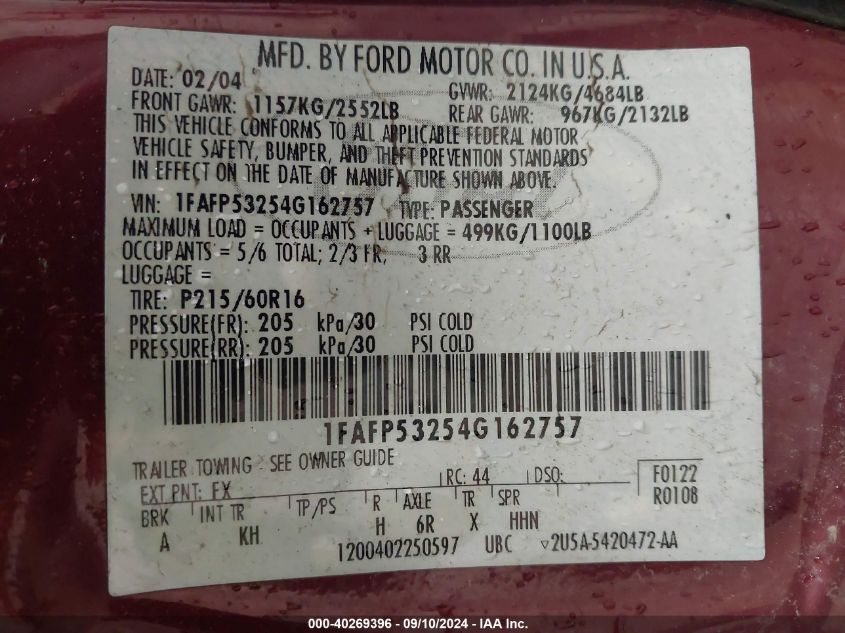 MFD. BY FORD MOTOR CO. IN U.S.A.
DATE: 02/04 GVWR: 2124KG/4684LB
FRONT GAWR: 1157KG/2552LB REAR GAWR: 967KG/2132LB
THIS VEHICLE CONFORMS TO ALL APPLICABLE FEDERAL MOTOR
VEHICLE SAFETY, BUMPER, AND THEFT PREVENTION STANDARDS
IN EFFECT ON THE DATE OF MANUFACTURE SHOWN ABOVE.
VIN: 1FAFP53254G162757 TYPE: PASSENGER
MAXIMUM LOAD = OCCUPANTS + LUGGAGE = 499KG/1100LB
OCCUPANTS = 5/6 TOTAL; 2/3 FR, 3 RR
LUGGAGE =
TIRE: P215/60R16
PRESSURE(FR): 205 kPa/30 PSI COLD
PRESSURE(RR): 205 kPa/30 PSI COLD
1FAFP53254G162757
TRAILER TOWING - SEE OWNER GUIDE
EXT PNT: FX RC: 44 DSO: F0122
BRK INT TR TP/PS R AXLE TR SPR R0108
A KH H 6R X HHN
1200402250597 UBC ▽2U5A-5420472-AA
000-40269396 - 09/10/2024 - IAA Inc.